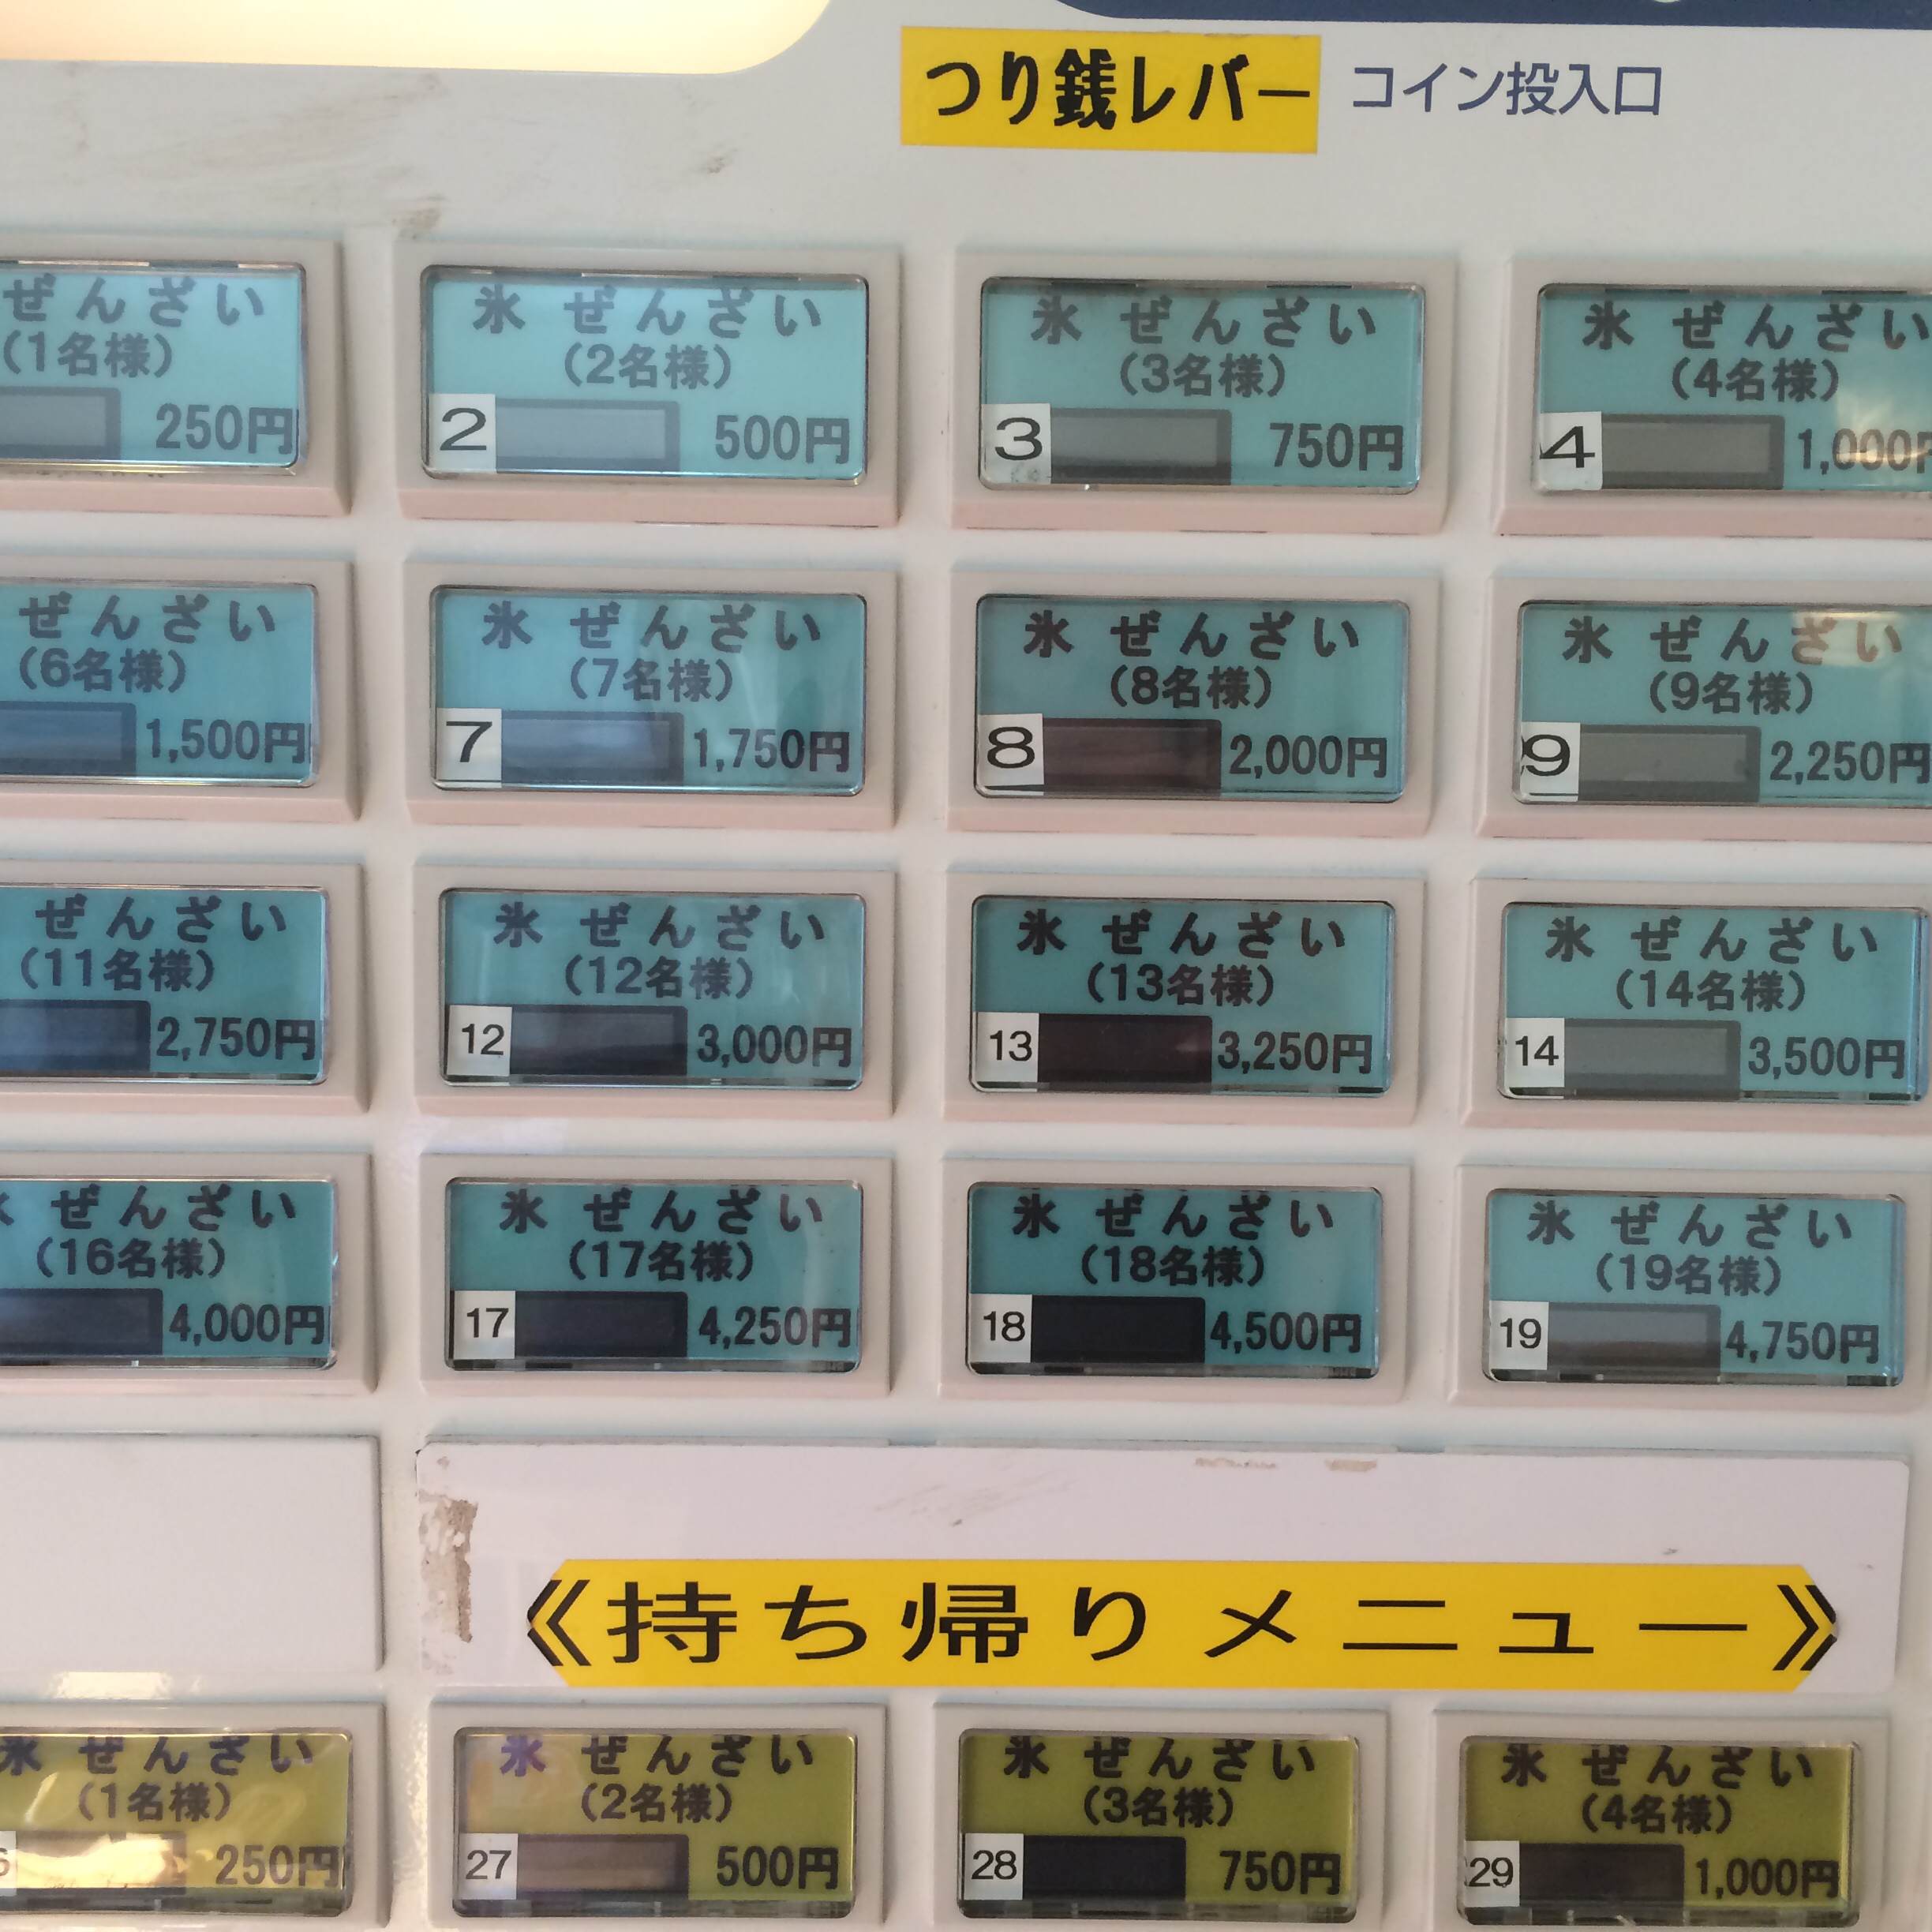 つり銭レバー コイン投入口
ぜんざい
(1名様)
250円
氷 ぜんざい
(2名様)
2 500円
氷 ぜんざい
(3名様)
3 750円
氷 ぜんざい
(4名様)
4 1,000円
ぜんざい
(6名様)
1,500円
氷 ぜんざい
(7名様)
7 1,750円
氷 ぜんざい
(8名様)
8 2,000円
氷 ぜんざい
(9名様)
9 2,250円
ぜんざい
(11名様)
2,750円
氷 ぜんざい
(12名様)
12 3,000円
氷 ぜんざい
(13名様)
13 3,250円
氷 ぜんざい
(14名様)
14 3,500円
ぜんざい
(16名様)
4,000円
氷 ぜんざい
(17名様)
17 4,250円
氷 ぜんざい
(18名様)
18 4,500円
氷 ぜんざい
(19名様)
19 4,750円
《持ち帰りメニュー》
氷 ぜんざい
(1名様)
250円
氷 ぜんざい
(2名様)
27 500円
氷 ぜんざい
(3名様)
28 750円
氷 ぜんざい
(4名様)
29 1,000円